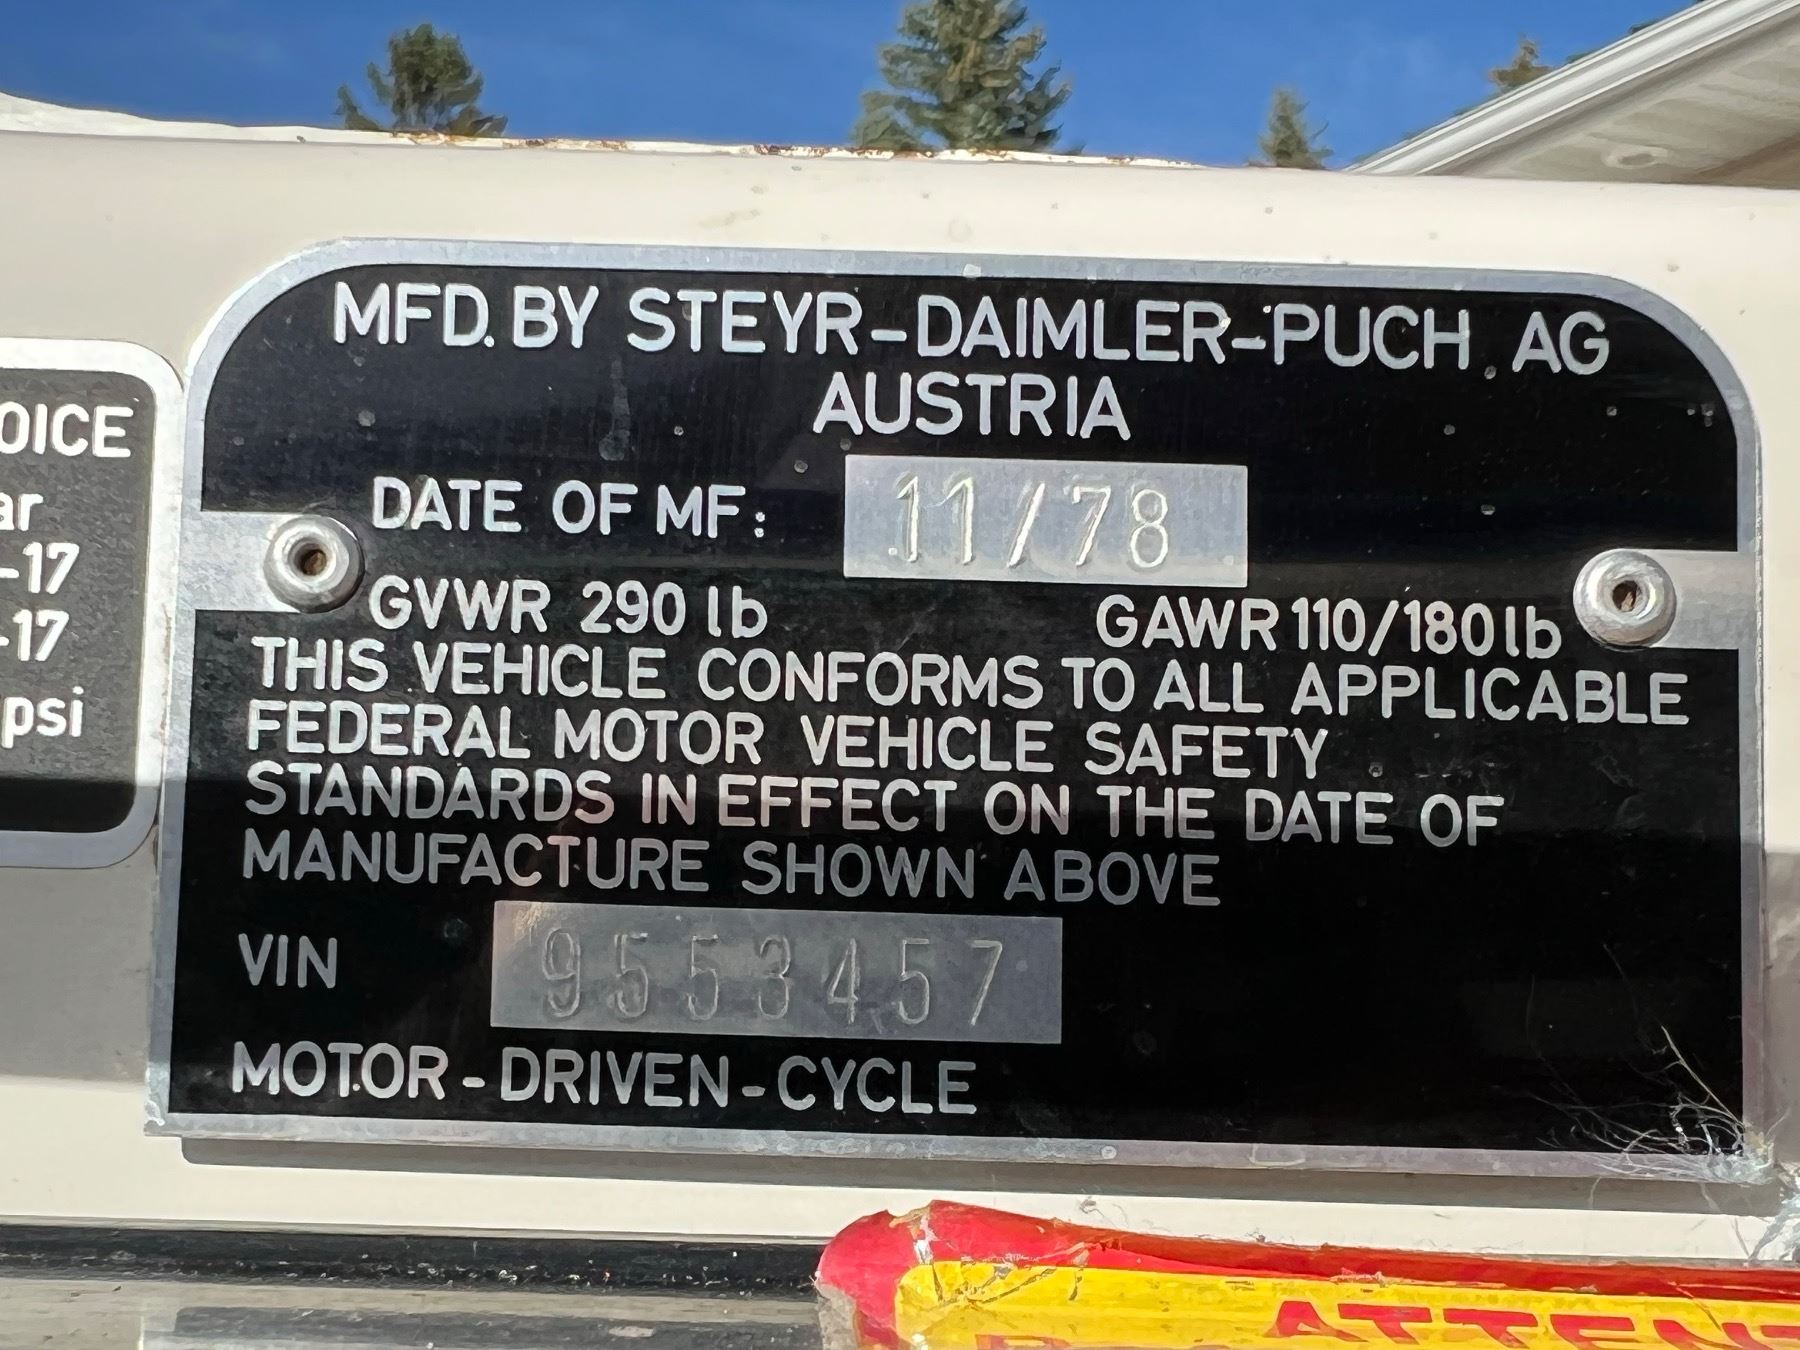 MFD. BY STEYR-DAIMLER-PUCH AG
AUSTRIA
DATE OF MF: 11/78
GVWR 290 lb GAWR 110/180 lb
THIS VEHICLE CONFORMS TO ALL APPLICABLE
FEDERAL MOTOR VEHICLE SAFETY
STANDARDS IN EFFECT ON THE DATE OF
MANUFACTURE SHOWN ABOVE
VIN 9553457
MOTOR-DRIVEN-CYCLE
OICE
ar
-17
-17
psi
ATTENT